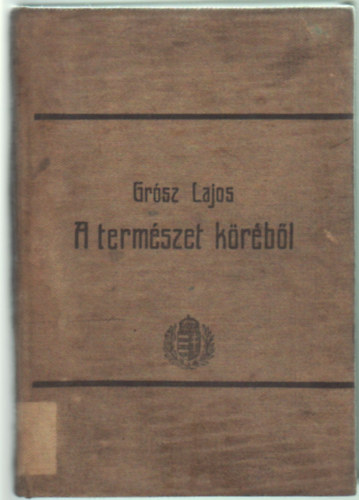 Grósz Lajos
A természet köréből